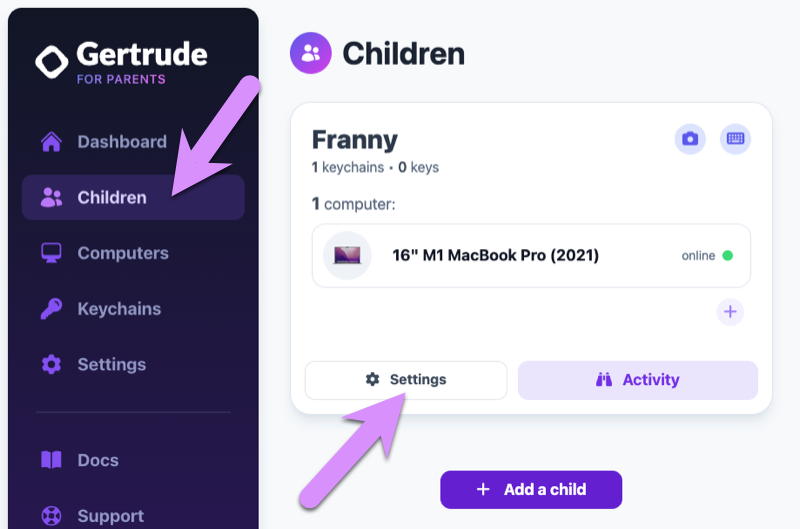 Gertrude
FOR PARENTS
Dashboard
Children
Computers
Keychains
Settings
Docs
Support
Children
Franny
1 keychains • 0 keys
1 computer:
16" M1 MacBook Pro (2021)
online
Settings
Activity
+ Add a child